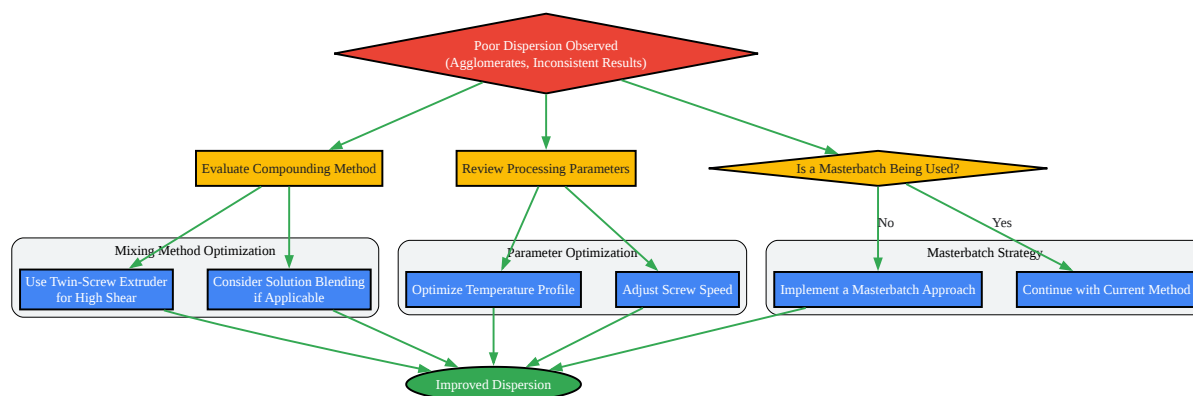 Poor Dispersion Observed
(Agglomerates, Inconsistent Results)
Evaluate Compounding Method
Review Processing Parameters
Is a Masterbatch Being Used?
No
Yes
Mixing Method Optimization
Parameter Optimization
Masterbatch Strategy
Use Twin-Screw Extruder
for High Shear
Consider Solution Blending
if Applicable
Optimize Temperature Profile
Adjust Screw Speed
Implement a Masterbatch Approach
Continue with Current Method
Improved Dispersion